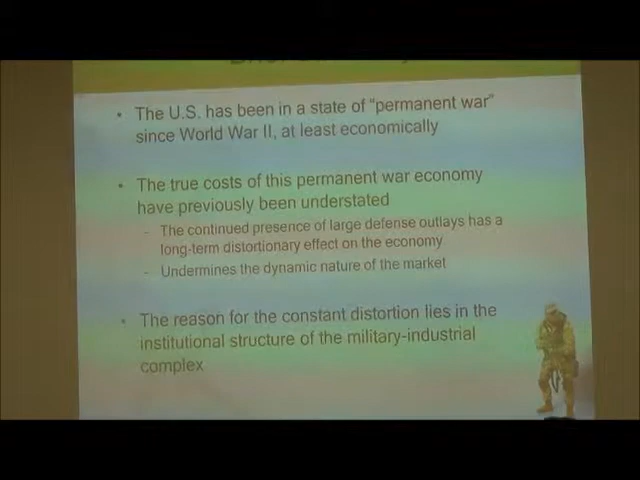 • The U.S. has been in a state of "permanent war"
since World War II, at least economically
• The true costs of this permanent war economy
have previously been understated
– The continued presence of large defense outlays has a
long-term distortionary effect on the economy.
– Undermines the dynamic nature of the market
• The reason for the constant distortion lies in the
institutional structure of the military-industrial
complex